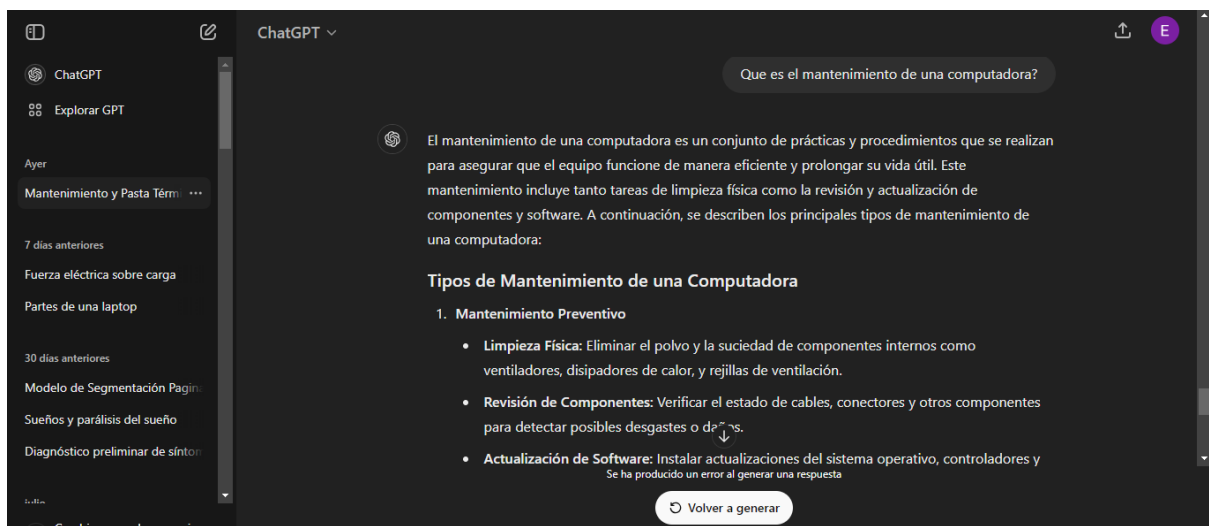 ChatGPT
Explorar GPT
Ayer
Mantenimiento y Pasta Térmi
7 días anteriores
Fuerza eléctrica sobre carga
Partes de una laptop
30 días anteriores
Modelo de Segmentación Pagin
Sueños y parálisis del sueño
Diagnóstico preliminar de síntom
julio
ChatGPT
E
Que es el mantenimiento de una computadora?
El mantenimiento de una computadora es un conjunto de prácticas y procedimientos que se realizan
para asegurar que el equipo funcione de manera eficiente y prolongar su vida útil. Este
mantenimiento incluye tanto tareas de limpieza física como la revisión y actualización de
componentes y software. A continuación, se describen los principales tipos de mantenimiento de
una computadora:
Tipos de Mantenimiento de una Computadora
1. Mantenimiento Preventivo
• Limpieza Física: Eliminar el polvo y la suciedad de componentes internos como
ventiladores, disipadores de calor, y rejillas de ventilación.
• Revisión de Componentes: Verificar el estado de cables, conectores y otros componentes
para detectar posibles desgastes o daños.
• Actualización de Software: Instalar actualizaciones del sistema operativo, controladores y
Se ha producido un error al generar una respuesta
Volver a generar